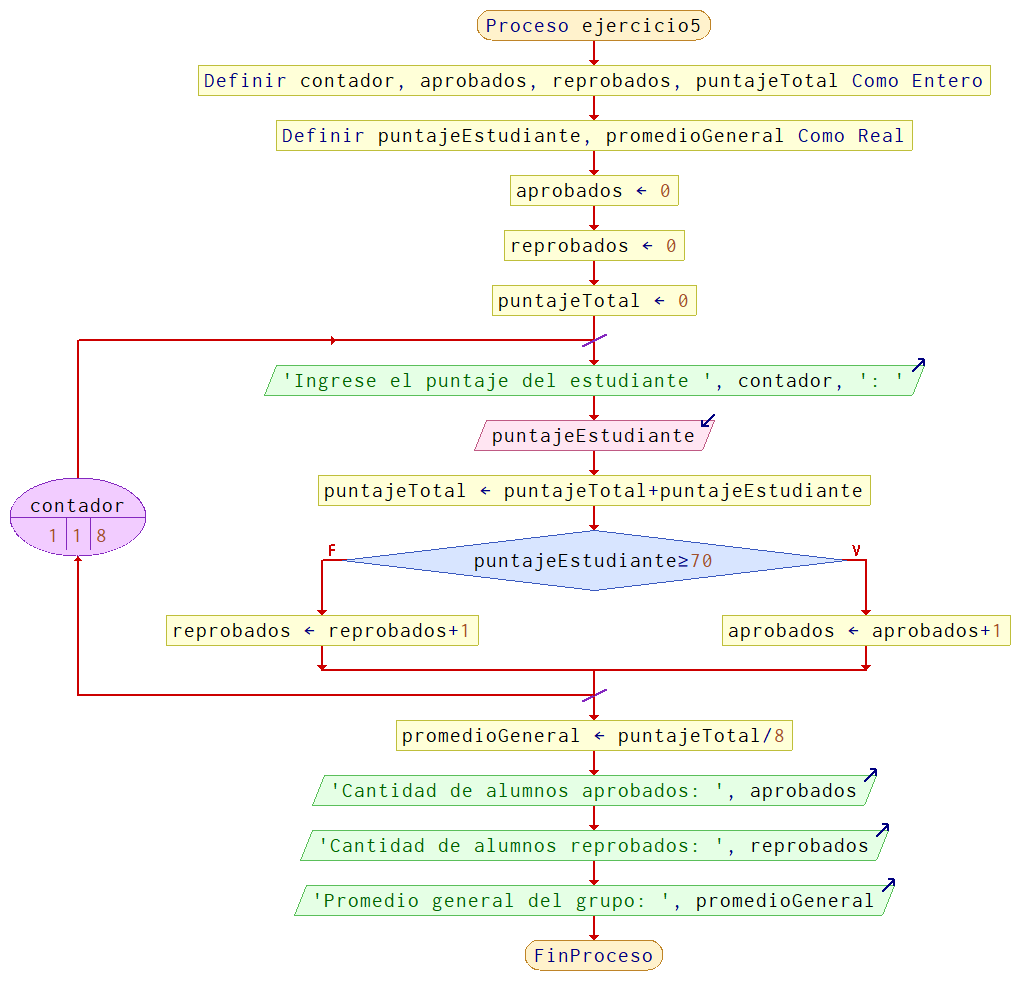 Proceso ejercicio5
Definir contador, aprobados, reprobados, puntajeTotal Como Entero
Definir puntajeEstudiante, promedioGeneral Como Real
aprobados ← 0
reprobados ← 0
puntajeTotal ← 0
'Ingrese el puntaje del estudiante ', contador, ': '
puntajeEstudiante
puntajeTotal ← puntajeTotal+puntajeEstudiante
contador
1 1 8
F
puntajeEstudiante≥70
V
reprobados ← reprobados+1
aprobados ← aprobados+1
promedioGeneral ← puntajeTotal/8
'Cantidad de alumnos aprobados: ', aprobados
'Cantidad de alumnos reprobados: ', reprobados
'Promedio general del grupo: ', promedioGeneral
FinProceso